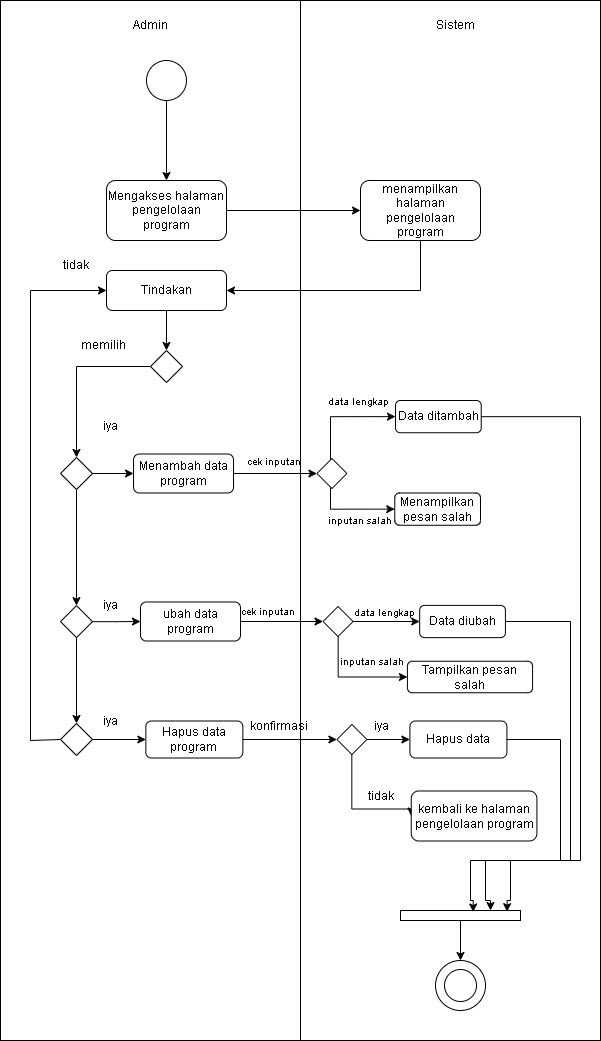 Admin
Sistem
Mengakses halaman
pengelolaan
program
menampilkan
halaman
pengelolaan
program
tidak
Tindakan
memilih
iya
Menambah data
program
cek inputan
data lengkap
Data ditambah
inputan salah
Menampilkan
pesan salah
iya
ubah data
program
cek inputan
data lengkap
Data diubah
inputan salah
Tampilkan pesan
salah
iya
Hapus data
program
konfirmasi
iya
Hapus data
tidak
kembali ke halaman
pengelolaan program